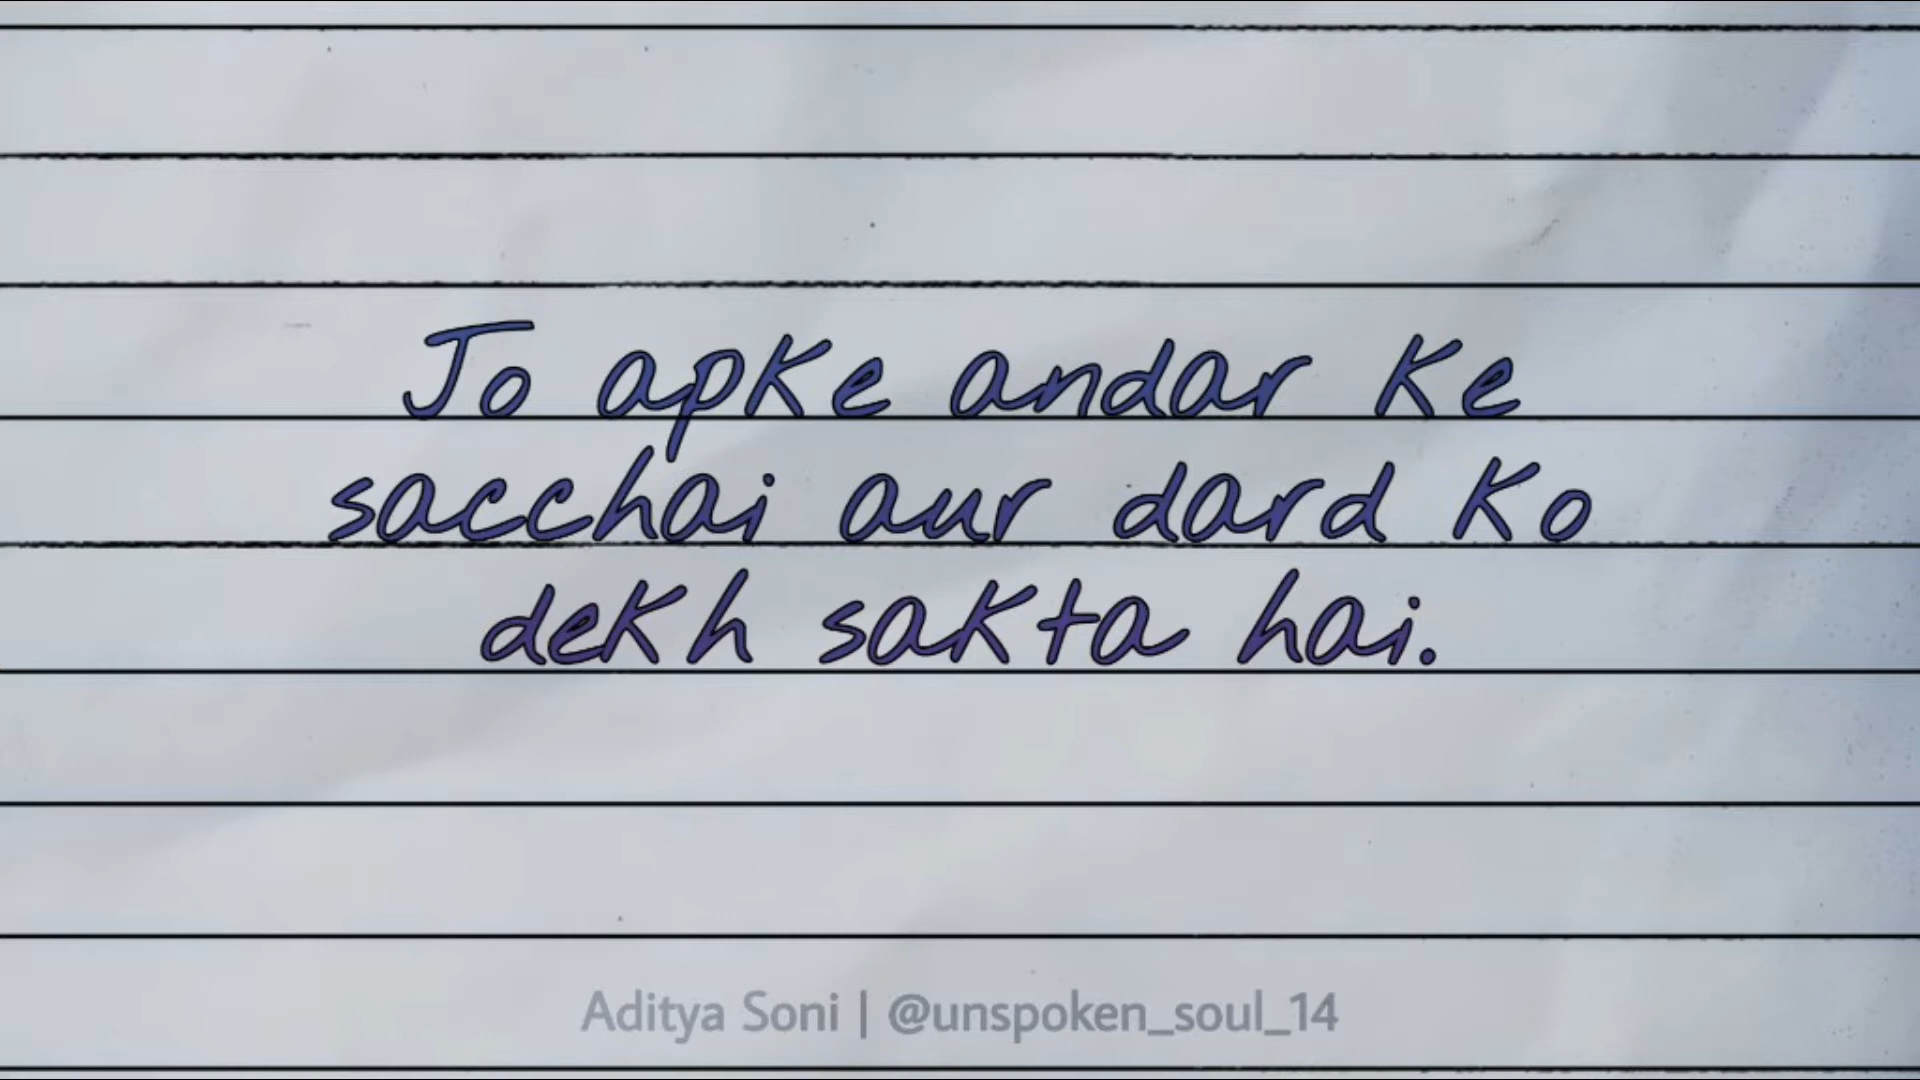 Jo apke andar ke
sacchai aur dard ko
dekh sakta hai.
Aditya Soni | @unspoken_soul_14